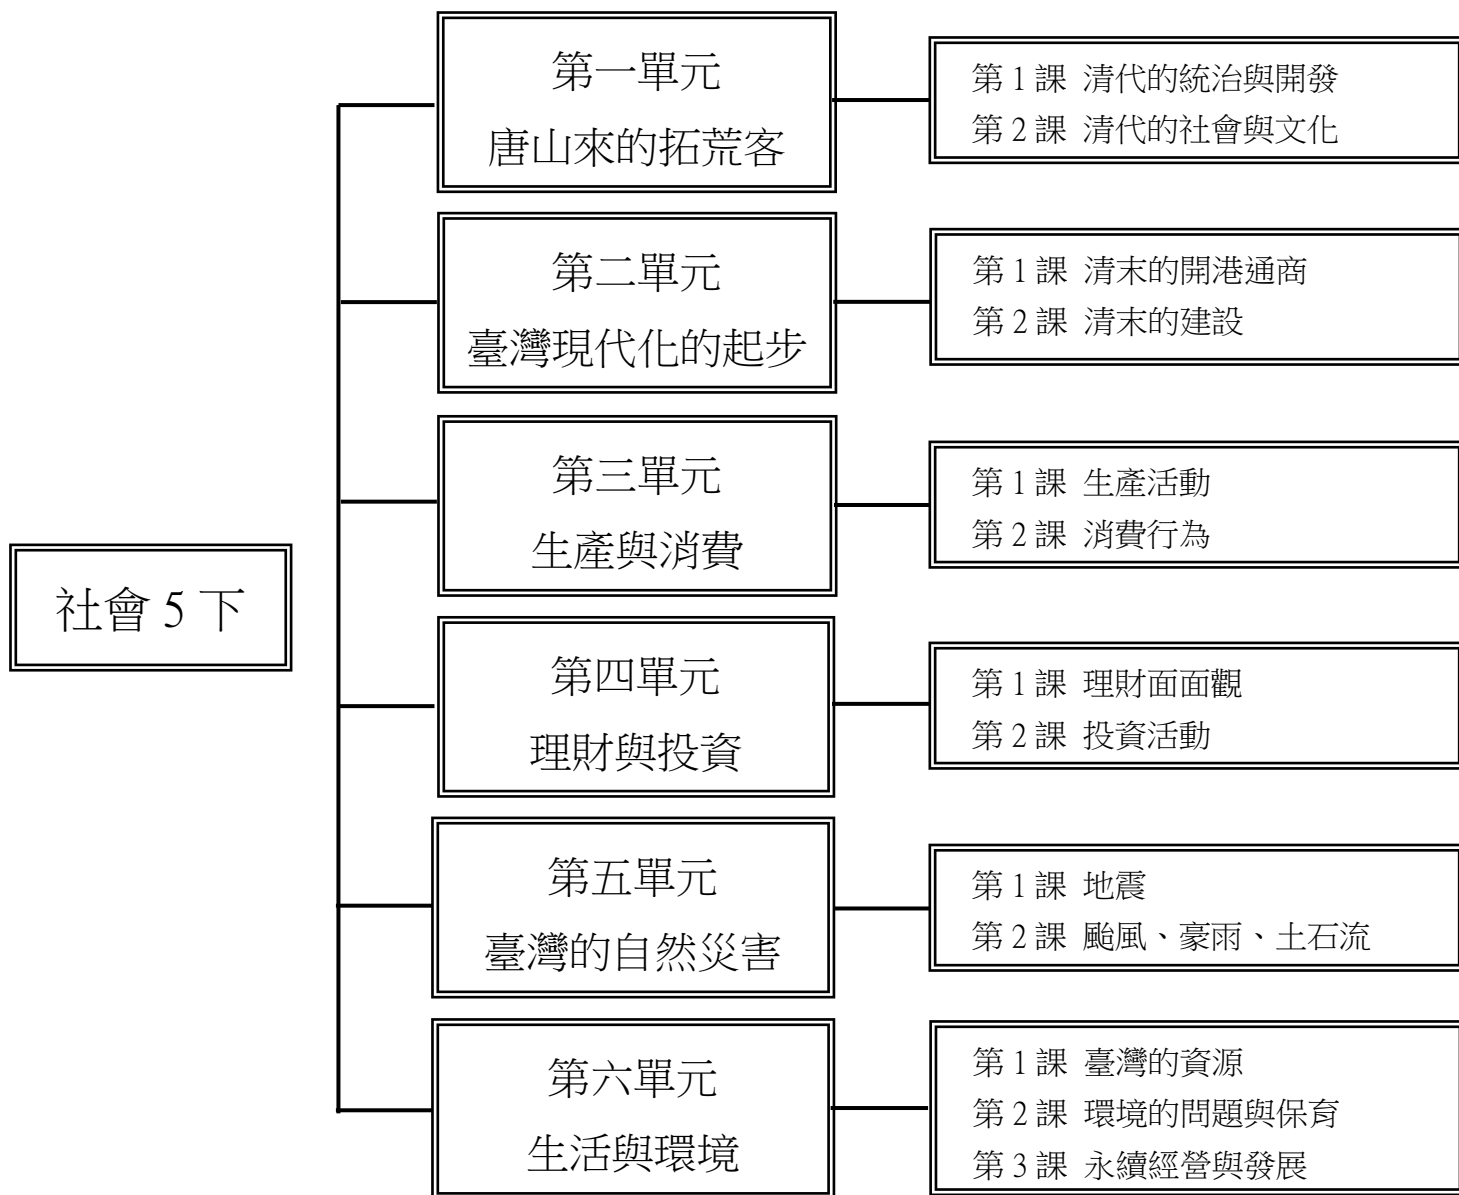 社會 5 下
第一單元
唐山來的拓荒客
第 1 課 清代的統治與開發
第 2 課 清代的社會與文化
第二單元
臺灣現代化的起步
第 1 課 清末的開港通商
第 2 課 清末的建設
第三單元
生產與消費
第 1 課 生產活動
第 2 課 消費行為
第四單元
理財與投資
第 1 課 理財面面觀
第 2 課 投資活動
第五單元
臺灣的自然災害
第 1 課 地震
第 2 課 颱風、豪雨、土石流
第六單元
生活與環境
第 1 課 臺灣的資源
第 2 課 環境的問題與保育
第 3 課 永續經營與發展